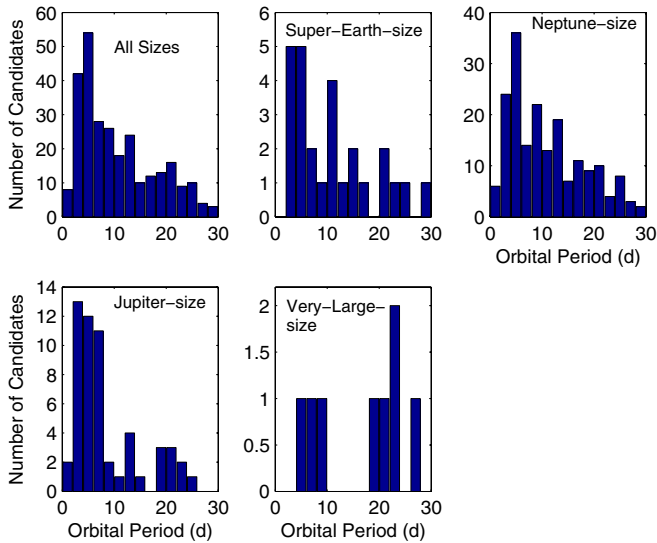 60
50
40
30
20
10
0
0 10 20 30
Number of Candidates
All Sizes
6
5
4
3
2
1
0
0 10 20 30
Super−Earth−size
40
30
20
10
0
0 10 20 30
Neptune−size
Orbital Period (d)
14
12
10
8
6
4
2
0
0 10 20 30
Number of Candidates
Jupiter−size
Orbital Period (d)
2
1.5
1
0.5
0
0 10 20 30
Very−Large−
size
Orbital Period (d)